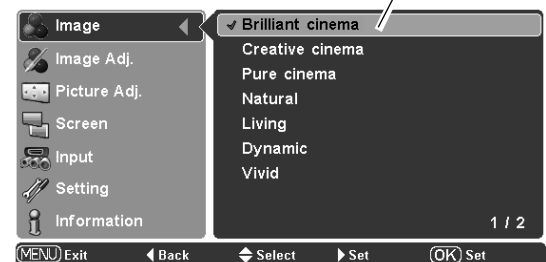 Image
Image Adj.
Picture Adj.
Screen
Input
Setting
Information
Brilliant cinema
Creative cinema
Pure cinema
Natural
Living
Dynamic
Vivid
1 / 2
MENU Exit Back Select Set OK Set